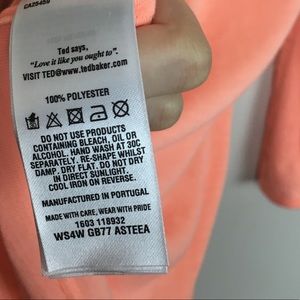 CA25459
Ted says,
"Love it like you ought to"
VISIT TED@www.tedbaker.com
100% POLYESTER
DO NOT USE PRODUCTS
CONTAINING BLEACH, OIL OR
ALCOHOL. HAND WASH AT 30C
SEPARATELY. RE-SHAPE WHILST
DAMP. DRY FLAT. DO NOT DRY
IN DIRECT SUNLIGHT.
COOL IRON ON REVERSE.
MANUFACTURED IN PORTUGAL
MADE WITH CARE, WEAR WITH PRIDE
1603 118932
WS4W GB77 ASTEEA